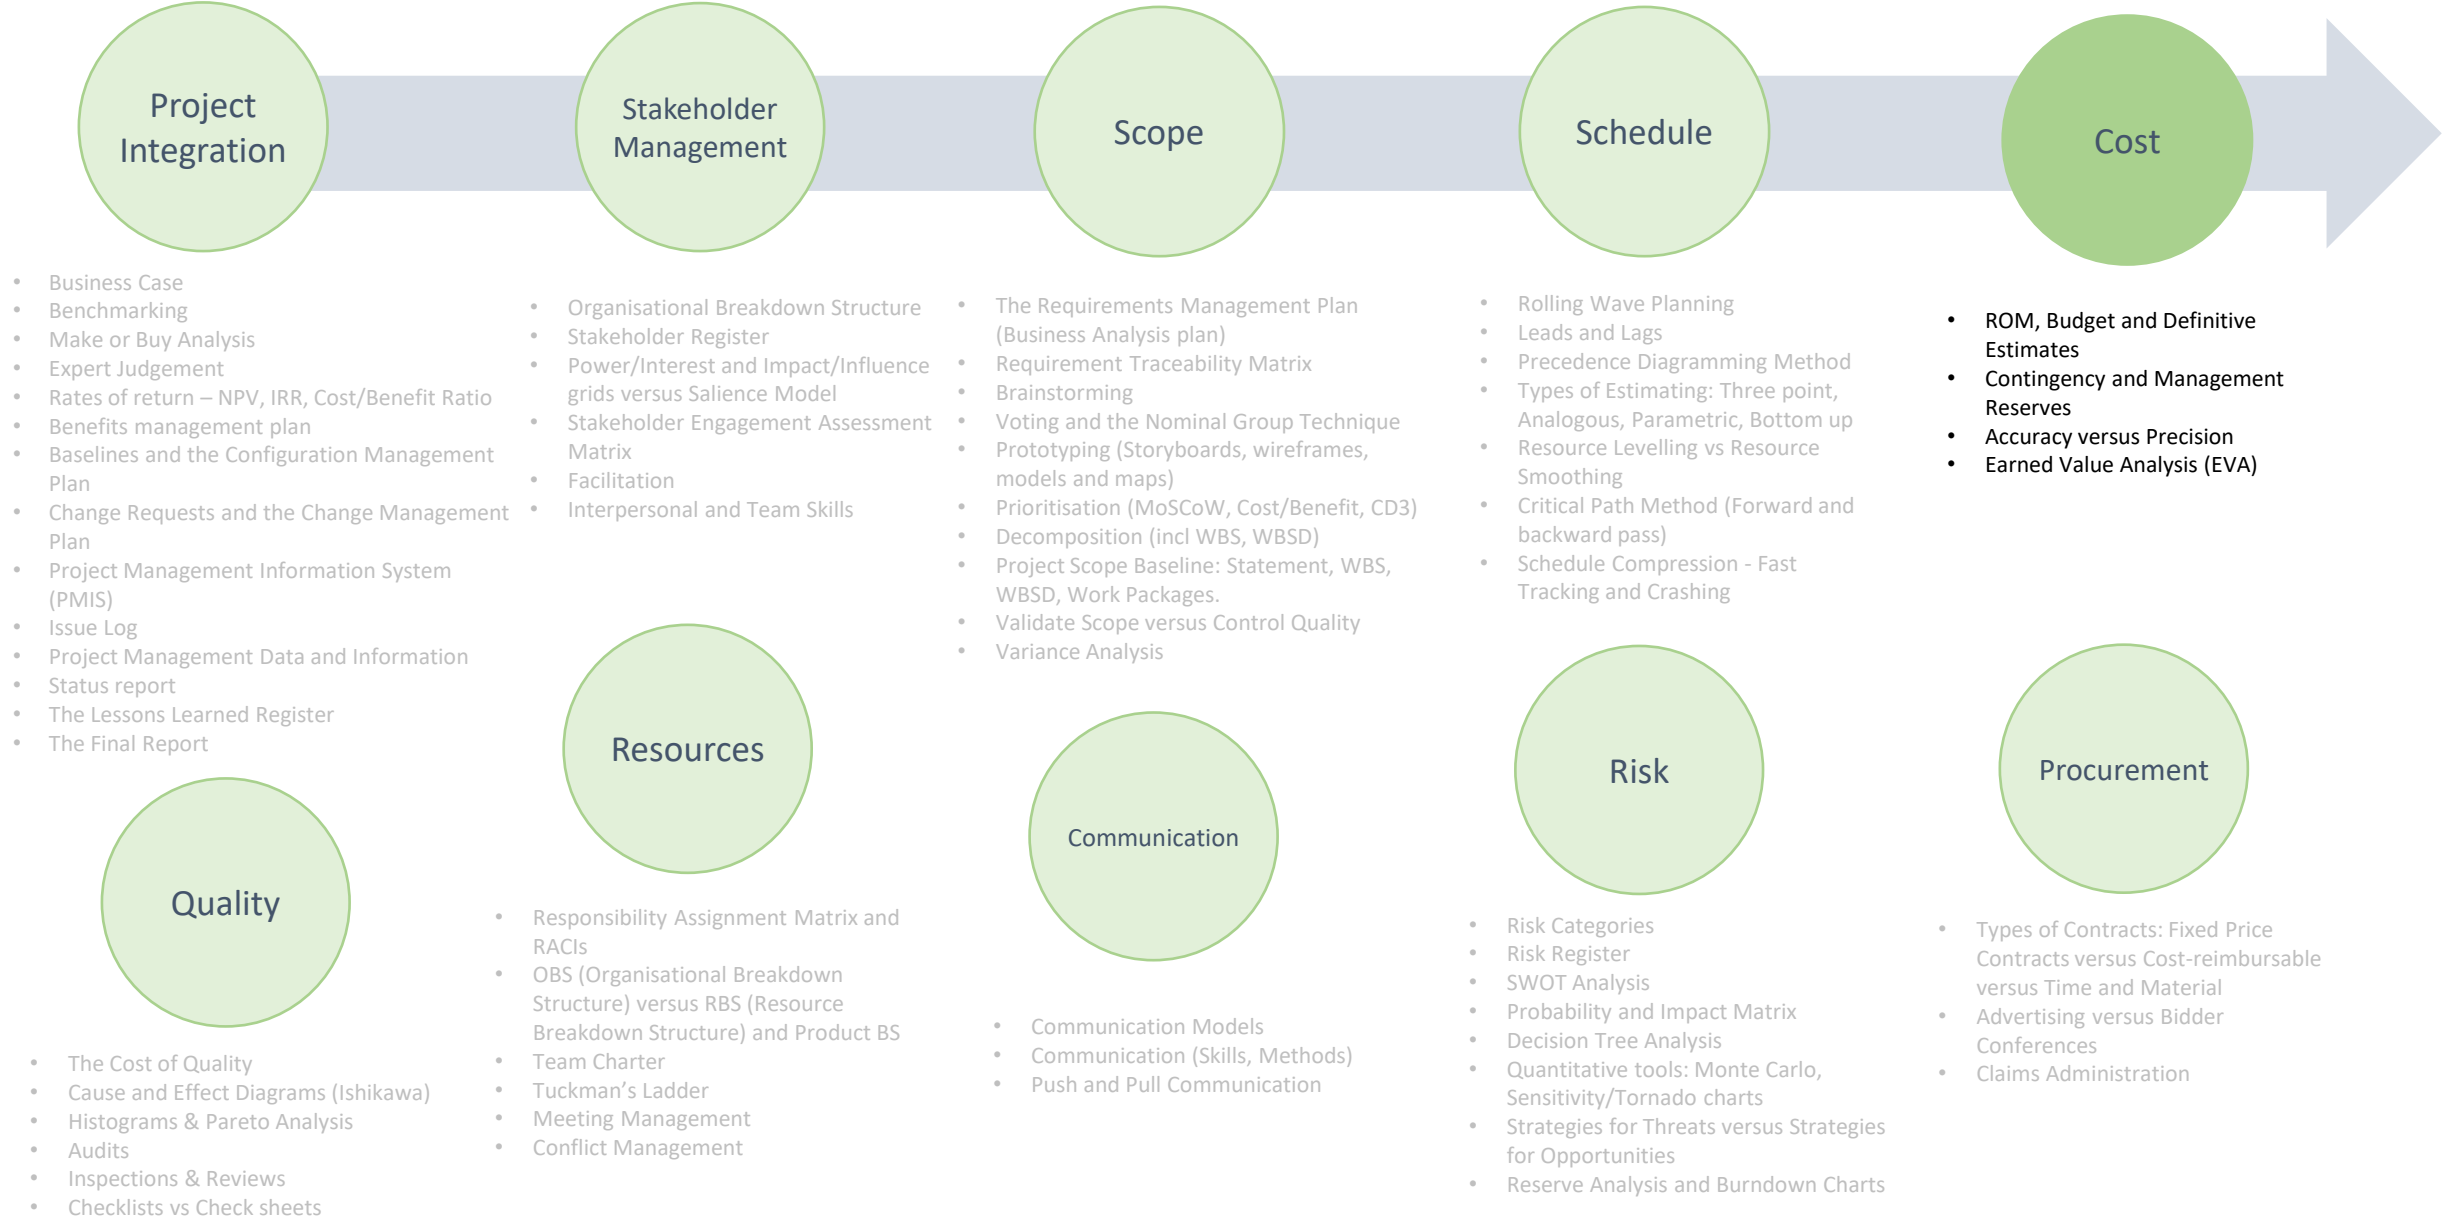 Project
Integration
• Business Case
• Benchmarking
• Make or Buy Analysis
• Expert Judgement
• Rates of return – NPV, IRR, Cost/Benefit Ratio
• Benefits management plan
• Baselines and the Configuration Management
Plan
• Change Requests and the Change Management
Plan
• Project Management Information System
(PMIS)
• Issue Log
• Project Management Data and Information
• Status report
• The Lessons Learned Register
• The Final Report
Stakeholder
Management
• Organisational Breakdown Structure
• Stakeholder Register
• Power/Interest and Impact/Influence
grids versus Salience Model
• Stakeholder Engagement Assessment
Matrix
• Facilitation
• Interpersonal and Team Skills
Scope
• The Requirements Management Plan
(Business Analysis plan)
• Requirement Traceability Matrix
• Brainstorming
• Voting and the Nominal Group Technique
• Prototyping (Storyboards, wireframes,
models and maps)
• Prioritisation (MoSCoW, Cost/Benefit, CD3)
• Decomposition (incl WBS, WBSD)
• Project Scope Baseline: Statement, WBS,
WBSD, Work Packages.
• Validate Scope versus Control Quality
• Variance Analysis
Schedule
• Rolling Wave Planning
• Leads and Lags
• Precedence Diagramming Method
• Types of Estimating: Three point,
Analogous, Parametric, Bottom up
• Resource Levelling vs Resource
Smoothing
• Critical Path Method (Forward and
backward pass)
• Schedule Compression - Fast
Tracking and Crashing
Cost
• ROM, Budget and Definitive
Estimates
• Contingency and Management
Reserves
• Accuracy versus Precision
• Earned Value Analysis (EVA)
Quality
• The Cost of Quality
• Cause and Effect Diagrams (Ishikawa)
• Histograms & Pareto Analysis
• Audits
• Inspections & Reviews
• Checklists vs Check sheets
Resources
• Responsibility Assignment Matrix and
RACIs
• OBS (Organisational Breakdown
Structure) versus RBS (Resource
Breakdown Structure) and Product BS
• Team Charter
• Tuckman’s Ladder
• Meeting Management
• Conflict Management
Communication
• Communication Models
• Communication (Skills, Methods)
• Push and Pull Communication
Risk
• Risk Categories
• Risk Register
• SWOT Analysis
• Probability and Impact Matrix
• Decision Tree Analysis
• Quantitative tools: Monte Carlo,
Sensitivity/Tornado charts
• Strategies for Threats versus Strategies
for Opportunities
• Reserve Analysis and Burndown Charts
Procurement
• Types of Contracts: Fixed Price
Contracts versus Cost-reimbursable
versus Time and Material
• Advertising versus Bidder
Conferences
• Claims Administration